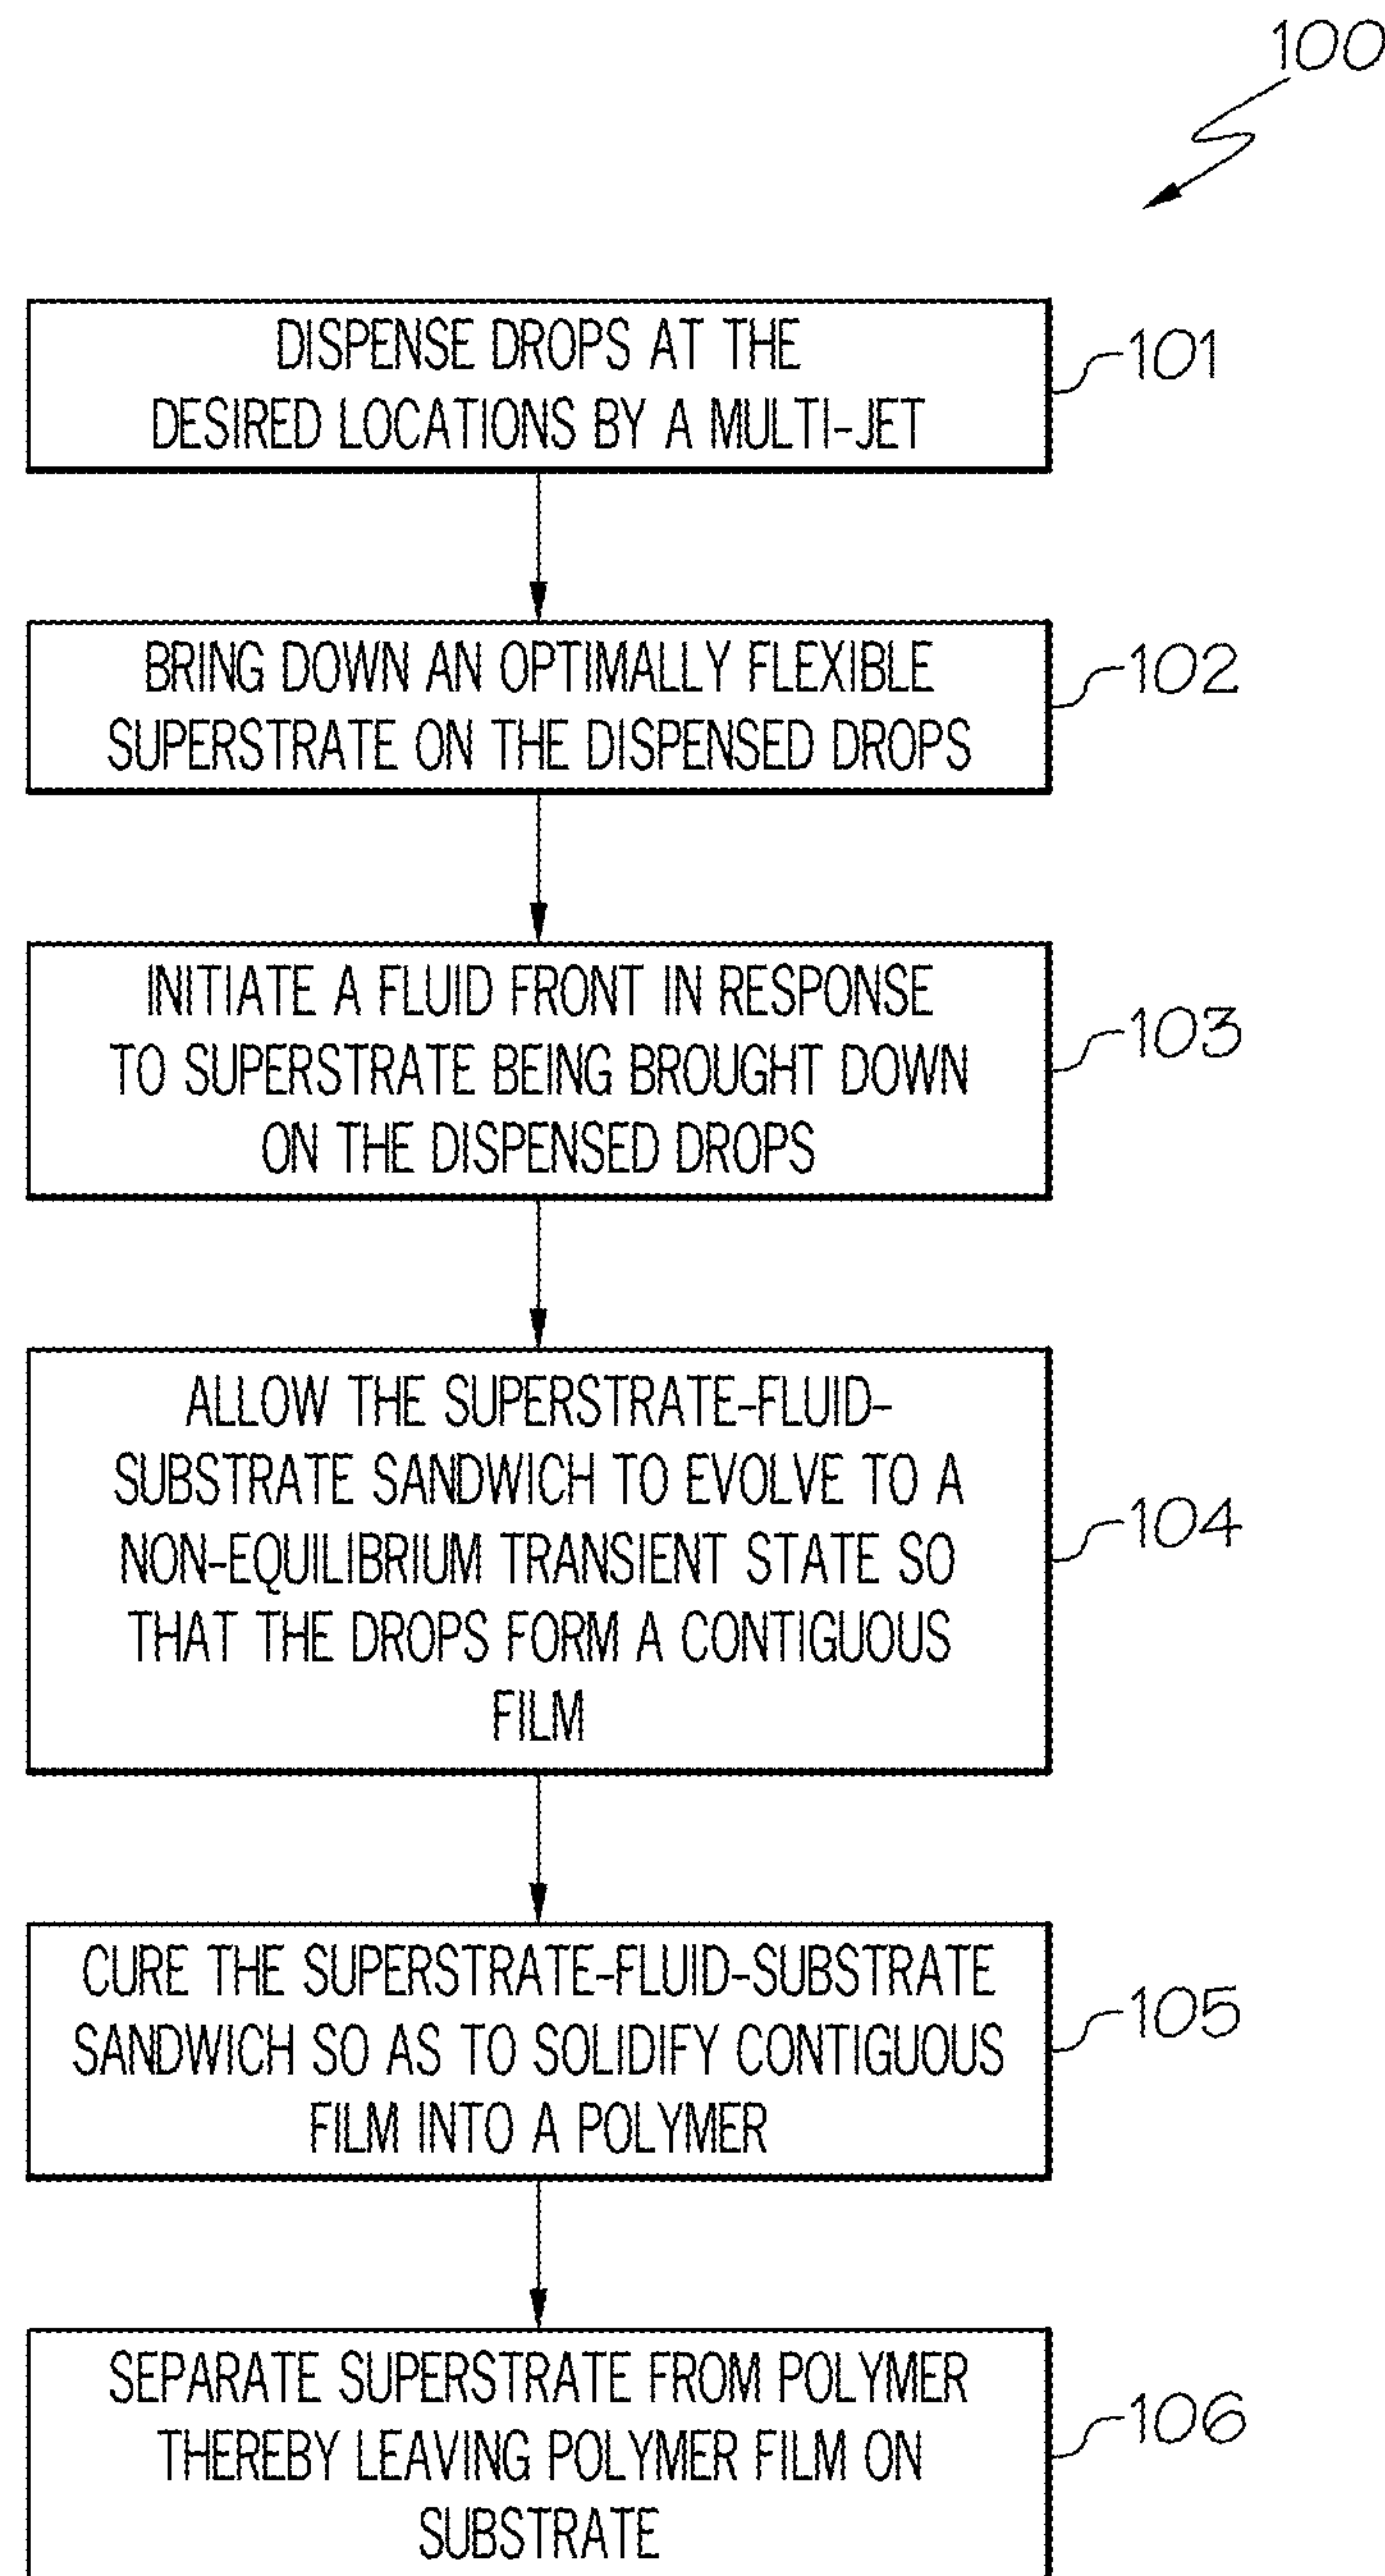 100
DISPENSE DROPS AT THE
DESIRED LOCATIONS BY A MULTI-JET
101
BRING DOWN AN OPTIMALLY FLEXIBLE
SUPERSTRATE ON THE DISPENSED DROPS
102
INITIATE A FLUID FRONT IN RESPONSE
TO SUPERSTRATE BEING BROUGHT DOWN
ON THE DISPENSED DROPS
103
ALLOW THE SUPERSTRATE-FLUID-
SUBSTRATE SANDWICH TO EVOLVE TO A
NON-EQUILIBRIUM TRANSIENT STATE SO
THAT THE DROPS FORM A CONTIGUOUS
FILM
104
CURE THE SUPERSTRATE-FLUID-SUBSTRATE
SANDWICH SO AS TO SOLIDIFY CONTIGUOUS
FILM INTO A POLYMER
105
SEPARATE SUPERSTRATE FROM POLYMER
THEREBY LEAVING POLYMER FILM ON
SUBSTRATE
106